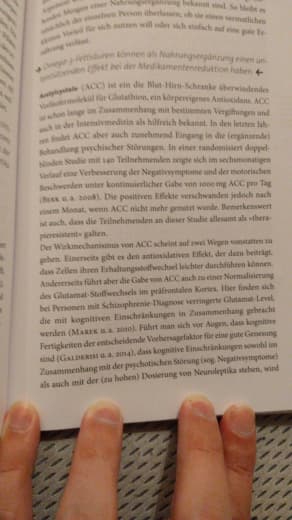 wendungen einer Nahrungsergänzung bekannt sind. So bleibt es
der einzelnen Person überlassen, ob sie einen vermeintlichen
Vorteil für sich nutzen will oder sich einfach auf eine gute Er-
nährung verlässt.
→ Omega-3-Fettsäuren können als Nahrungsergänzung einen un-
terstützenden Effekt bei der Medikamentenreduktion haben. ←
Acetylcystein (ACC) ist ein die Blut-Hirn-Schranke überwindendes
Vorläufermolekül für Glutathion, ein körpereigenes Antioxidans. ACC
ist schon lange im Zusammenhang mit bestimmten Vergiftungen und
auch in der Intensivmedizin als hilfreich bekannt. In den letzten Jah-
ren findet ACC aber auch zunehmend Eingang in die (ergänzende)
Behandlung psychischer Störungen. In einer randomisiert doppel-
blinden Studie mit 140 Teilnehmenden zeigte sich im sechsmonatigen
Verlauf eine Verbesserung der Negativsymptome und der motorischen
Beschwerden unter kontinuierlicher Gabe von 1000 mg ACC pro Tag
(BERK u. a. 2008). Die positiven Effekte verschwanden jedoch nach
einem Monat, wenn ACC nicht mehr genutzt wurde. Bemerkenswert
ist auch, dass die Teilnehmenden an dieser Studie allesamt als »thera-
pieresistent« galten.
Der Wirkmechanismus von ACC scheint auf zwei Wegen vonstatten zu
gehen. Einerseits gibt es den antioxidativen Effekt, der dazu beiträgt,
dass Zellen ihren Erhaltungsstoffwechsel leichter durchführen können.
Andererseits führt aber die Gabe von ACC auch zu einer Normalisierung
des Glutamat-Stoffwechsels im präfrontalen Kortex. Hier finden sich
bei Personen mit Schizophrenie-Diagnose verringerte Glutamat-Level,
die mit kognitiven Einschränkungen in Zusammenhang gebracht
werden (MAREK u. a. 2010). Führt man sich vor Augen, dass kognitive
Fertigkeiten der entscheidende Vorhersagefaktor für eine gute Genesung
sind (GALDERISI u. a. 2014), dass kognitive Einschränkungen sowohl im
Zusammenhang mit der psychotischen Störung (sog. Negativsymptome)
als auch mit der (zu hohen) Dosierung von Neuroleptika stehen, wird